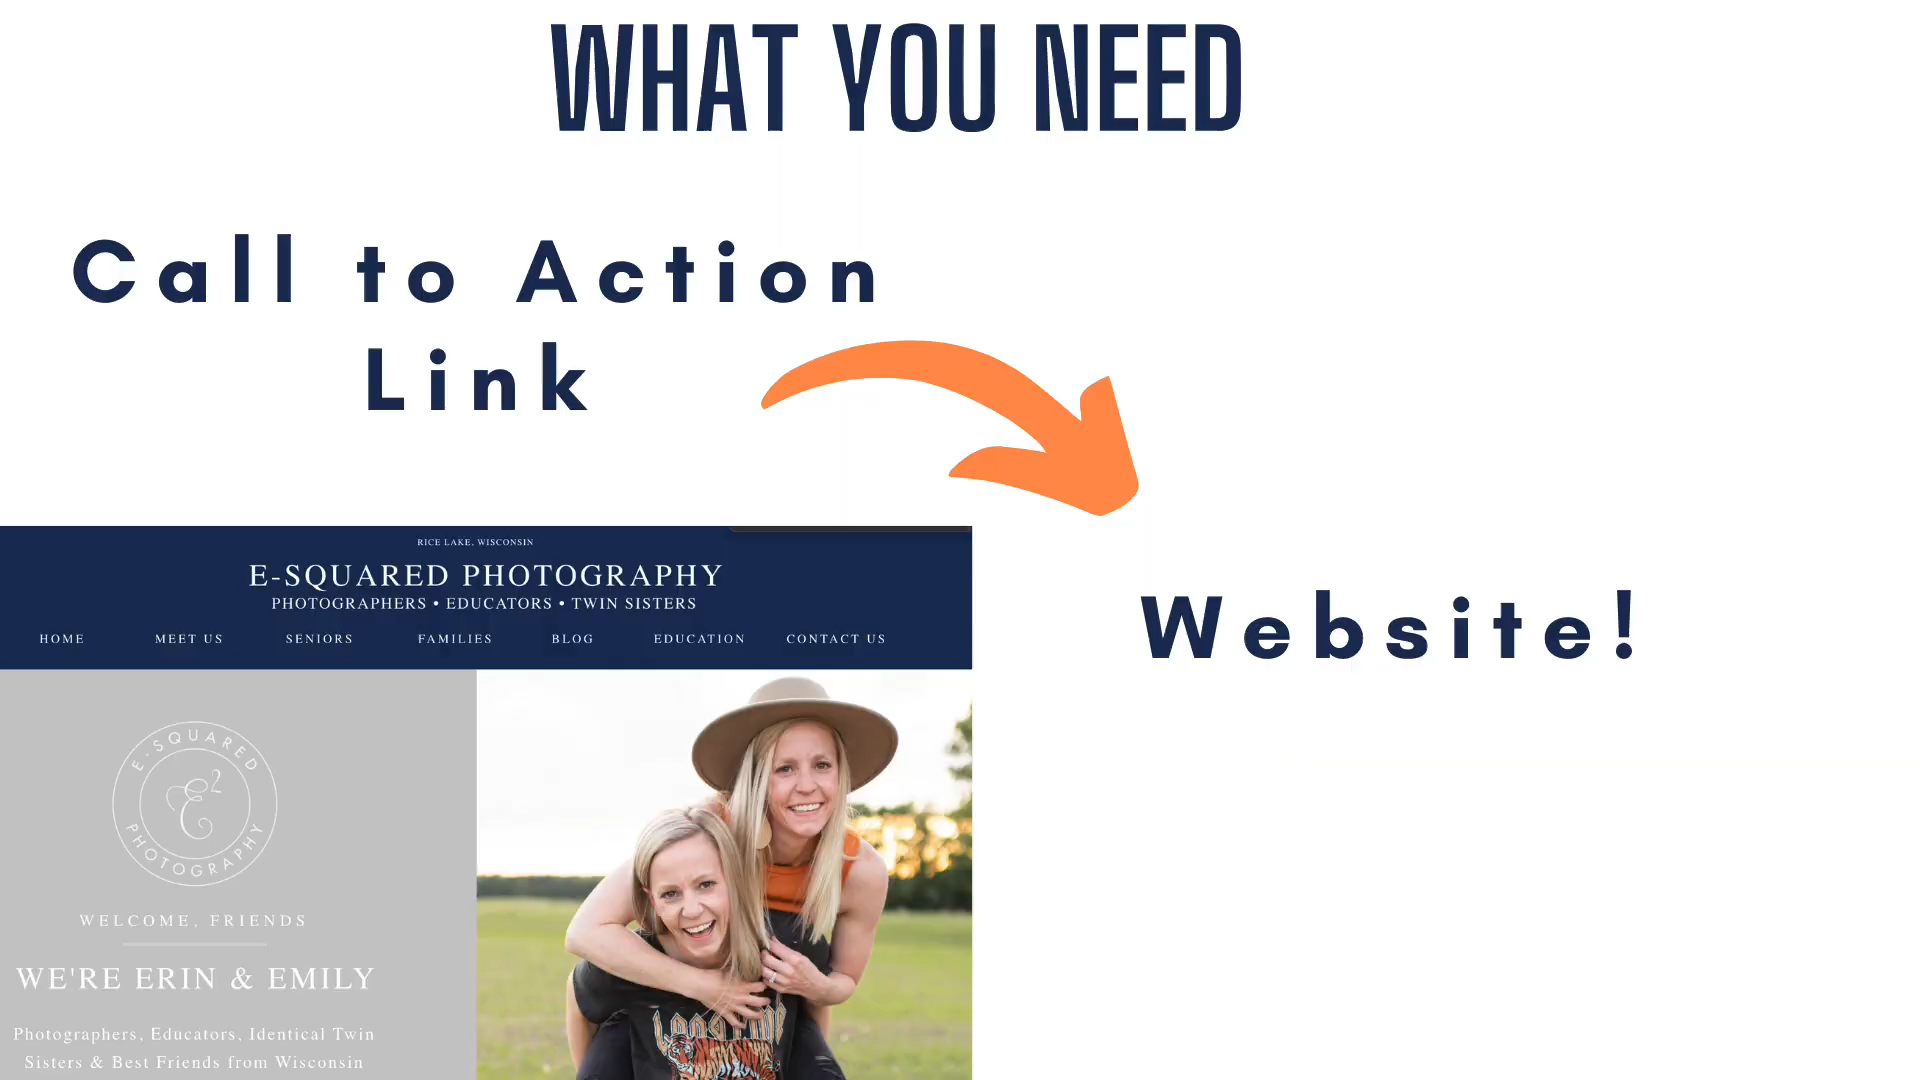 WHAT YOU NEED
Call to Action
Link
Website!
RICE LAKE, WISCONSIN
E-SQUARED PHOTOGRAPHY
PHOTOGRAPHERS • EDUCATORS • TWIN SISTERS
HOME MEET US SENIORS FAMILIES BLOG EDUCATION CONTACT US
E-SQUARED
E2
PHOTOGRAPHY
WELCOME, FRIENDS
WE'RE ERIN & EMILY
Photographers, Educators, Identical Twin
Sisters & Best Friends from Wisconsin